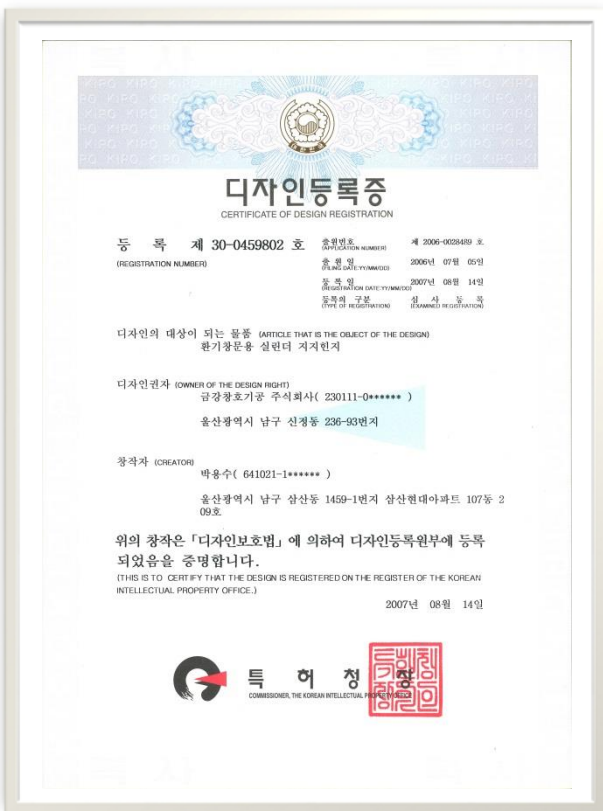 디자인등록증
CERTIFICATE OF DESIGN REGISTRATION
등 록 제 30-0459802 호
(REGISTRATION NUMBER)
출원번호 제 2006-0028489 호
(APPLICATION NUMBER)
출원일 2006년 07월 05일
(FILING DATE:YY/MM/DD)
등록일 2007년 08월 14일
(REGISTRATION DATE:YY/MM/DD)
등록의 구분 심 사 등 록
(TYPE OF REGISTRATION) (EXAMINED REGISTRATION)
디자인의 대상이 되는 물품 (ARTICLE THAT IS THE OBJECT OF THE DESIGN)
환기창문용 실린더 지지힌지
디자인권자 (OWNER OF THE DESIGN RIGHT)
금강창호기공 주식회사( 230111-0****** )
울산광역시 남구 신정동 236-93번지
창작자 (CREATOR)
박용수( 641021-1****** )
울산광역시 남구 삼산동 1459-1번지 삼산현대아파트 107동 2
09호
위의 창작은 「디자인보호법」에 의하여 디자인등록원부에 등록
되었음을 증명합니다.
(THIS IS TO CERTIFY THAT THE DESIGN IS REGISTERED ON THE REGISTER OF THE KOREAN
INTELLECTUAL PROPERTY OFFICE.)
2007년 08월 14일
특 허 청 장
COMMISSIONER, THE KOREAN INTELLECTUAL PROPERTY OFFICE